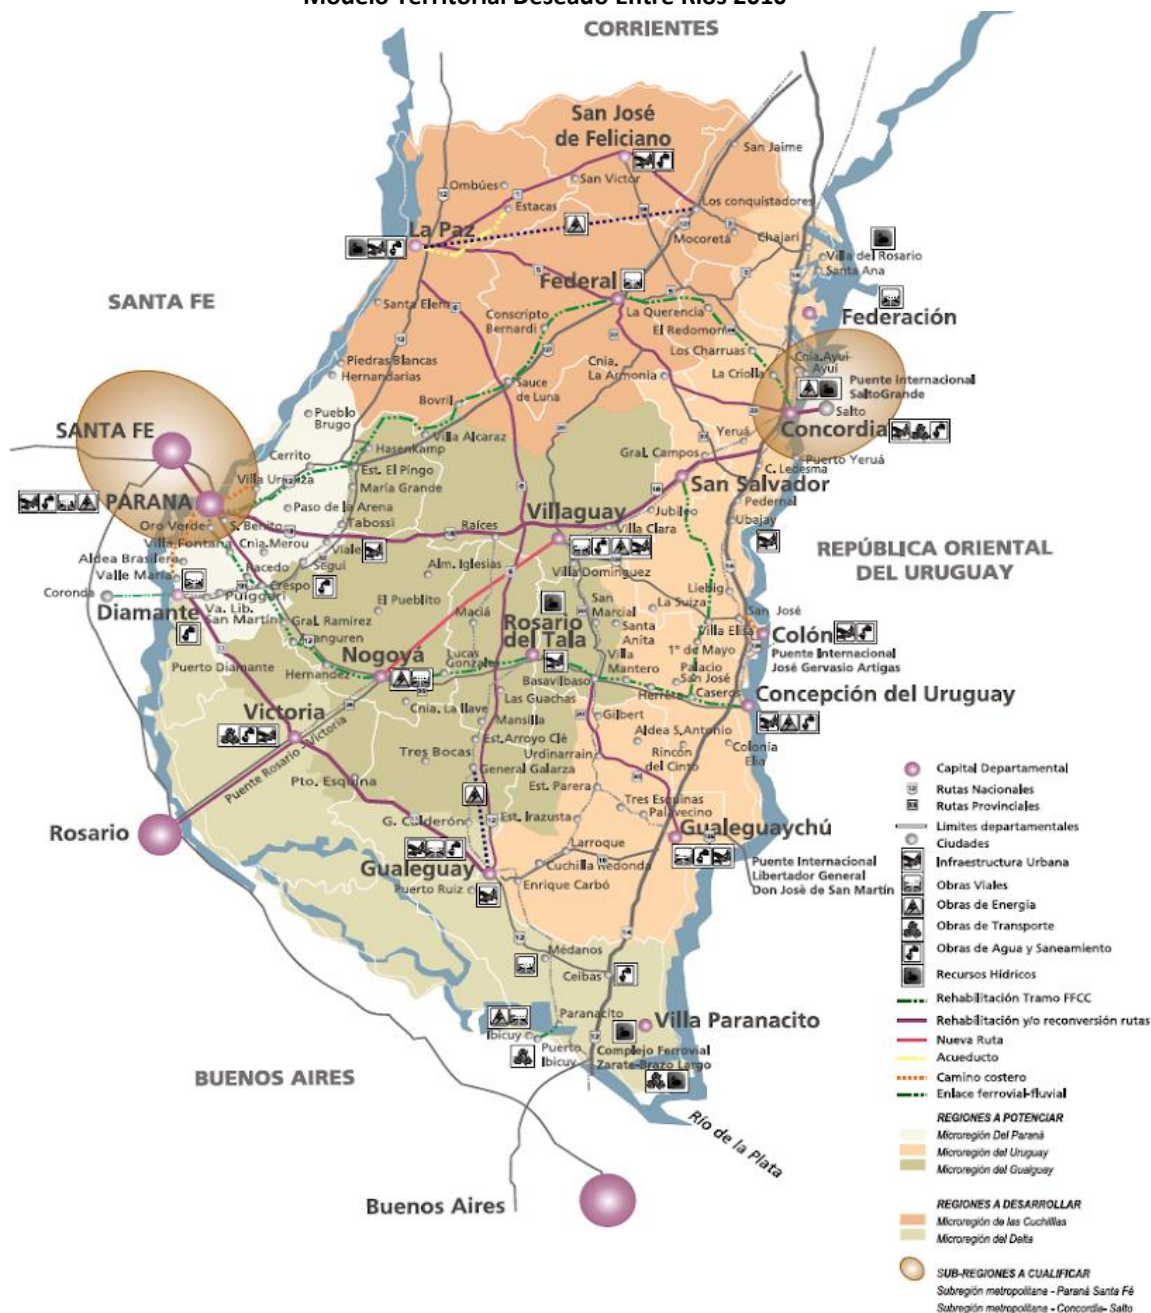 Modelo Territorial Deseado Entre Ríos 2016
CORRIENTES
San José
de Feliciano
San Jaime
San Victor
Ombúes
Estacas
Los conquistadores
La Paz
Mocoretá
Chajarí
Villa del Rosario
Santa Ana
SANTA FE
Federal
Santa Elena
Conscripto
Bernardi
La Querencia
El Redomon
Federación
Los Charruas
Cnia. Ayui
Ayui
Piedras Blancas
Hernandarias
Cnia.
La Armonia
La Criolla
Puente Internacional
SaltoGrande
Sauce
de Luna
Bovril
Salto
Pueblo
Brugo
Concordia
SANTA FE
Villa Alcaraz
Yeruá
Hasenkamp
Cerrito
Gral. Campos
Puerto Yeruá
Est. El Pingo
C. Ledesma
Villa Urquiza
María Grande
San Salvador
PARANA
Pedernal
Paso de la Arena
Villaguay
Jubileo
Oro Verde
S. Benito
Tabossi
Raíces
Villa Clara
Ubajay
Villa Fontana
Cnia. Merou
Viale
REPÚBLICA ORIENTAL
DEL URUGUAY
Aldea Brasilera
Racedo
Segui
Alm. Iglesias
Villa Dominguez
Valle María
Crespo
Liebig
Coronda
Puiggari
El Pueblito
San
Marcial
La Suiza
San José
Diamante
Va. Lib.
San Martín
Maciá
Rosario
del Tala
Santa
Anita
Villa Elisa
Colón
Gral. Ramírez
Aranguren
1° de Mayo
Puente Internacional
José Gervasio Artigas
Nogoyá
Lucas
Gonzales
Villa
Mantero
Palacio
San José
Puerto Diamante
Hernandez
Basavilbaso
Herrera
Caseros
Concepción del Uruguay
Las Guachas
Cnia. La llave
Victoria
Mansilla
Gilbert
Aldea S. Antonio
Puente Rosario - Victoria
Est. Arroyo Clé
Urdinarrain
Rincón
del Cinto
Colonia
Elia
Tres Bocas
General Galarza
Pto. Esquina
Est. Parera
Tres Esquinas
Palavecino
Rosario
G. Calderón
Est. Irazusta
Gualeguaychú
Larroque
Gualeguay
Cuchilla Redonda
Puente Internacional
Libertador General
Don Josè de San Martín
Puerto Ruiz
Enrique Carbó
Médanos
Ceibas
Paranacito
Villa Paranacito
Ibicuy
Puerto
Ibicuy
Complejo Ferrovial
Zarate-Brazo Largo
BUENOS AIRES
Río de la Plata
Buenos Aires
Capital Departamental
Rutas Nacionales
Rutas Provinciales
Limites departamentales
Ciudades
Infraestructura Urbana
Obras Viales
Obras de Energía
Obras de Transporte
Obras de Agua y Saneamiento
Recursos Hídricos
Rehabilitación Tramo FFCC
Rehabilitación y/o reconversión rutas
Nueva Ruta
Acueducto
Camino costero
Enlace ferrovial-fluvial
REGIONES A POTENCIAR
Microregión Del Paraná
Microregión del Uruguay
Microregión del Gualguay
REGIONES A DESARROLLAR
Microregión de las Cuchillas
Microregión del Delta
SUB-REGIONES A CUALIFICAR
Subregión metropolitana - Paraná Santa Fé
Subregión metropolitana - Concordia- Salto